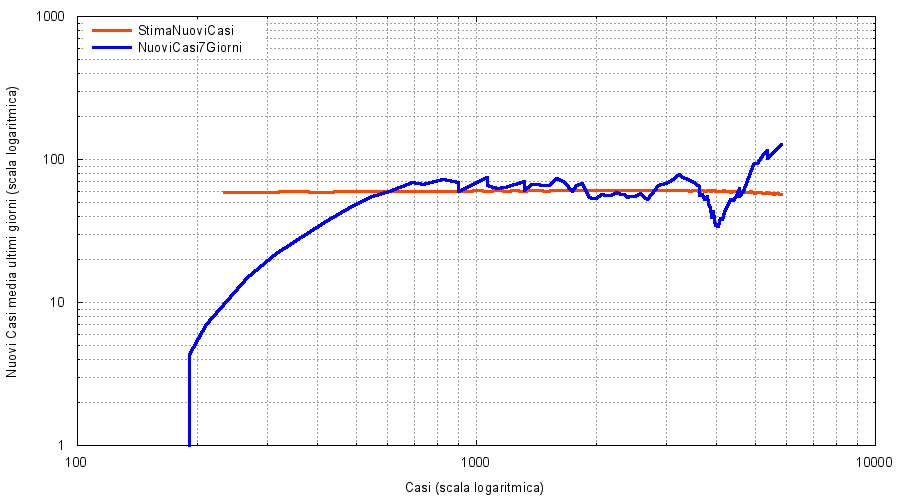 1000
StimaNuoviCasi
NuoviCasi7Giorni
100
10
1
Nuovi Casi media ultimi giorni (scala logaritmica)
100
1000
10000
Casi (scala logaritmica)